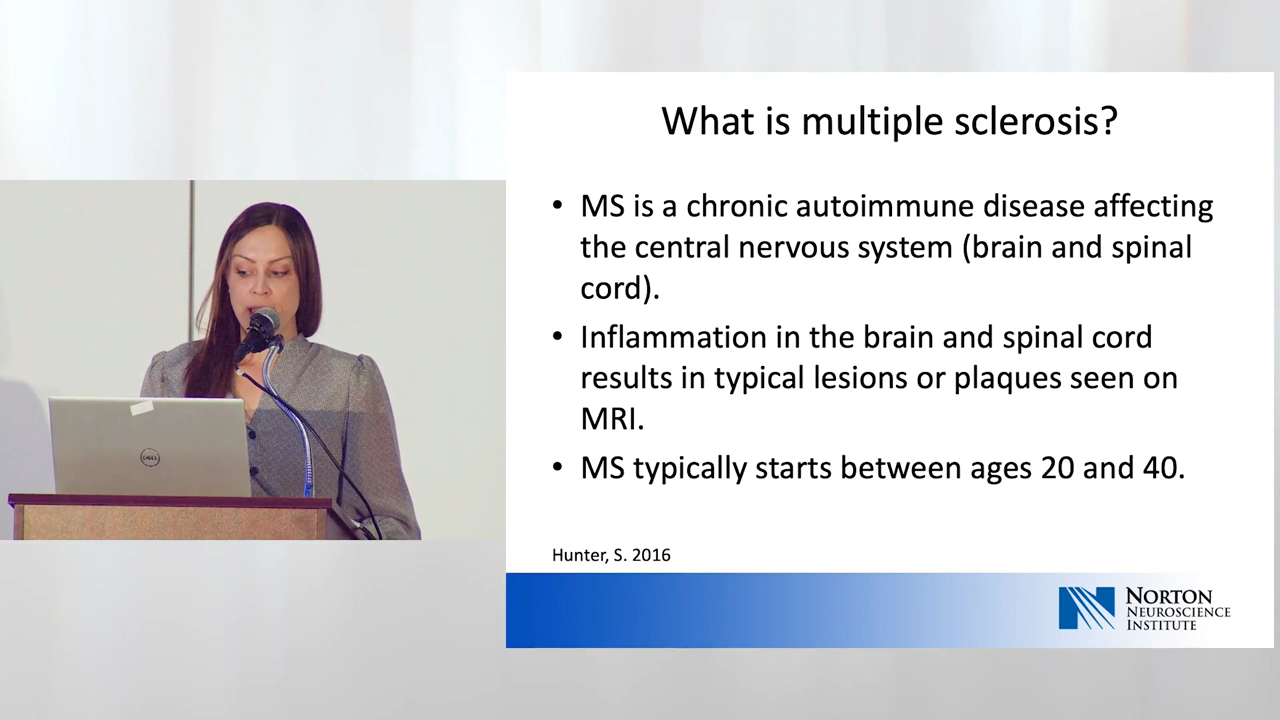 What is multiple sclerosis?
• MS is a chronic autoimmune disease affecting
the central nervous system (brain and spinal
cord).
• Inflammation in the brain and spinal cord
results in typical lesions or plaques seen on
MRI.
• MS typically starts between ages 20 and 40.
Hunter, S. 2016
NORTON
NEUROSCIENCE
INSTITUTE
DELL